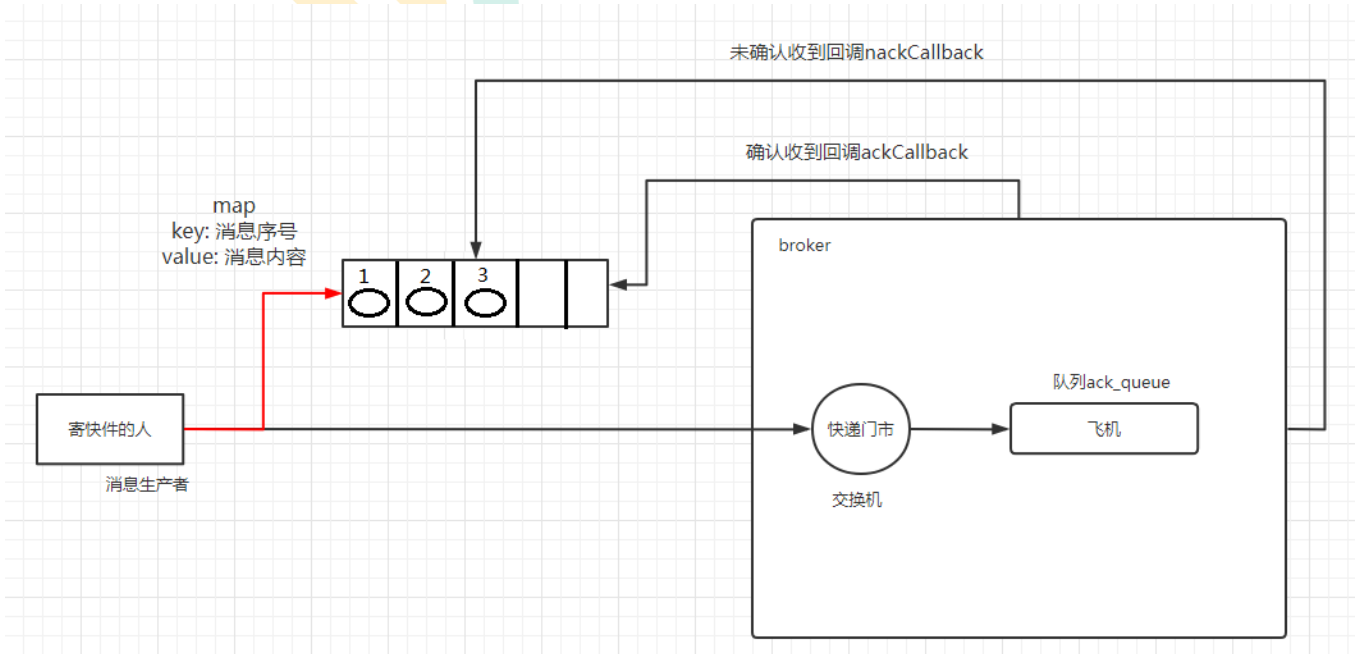 未确认收到回调nackCallback
确认收到回调ackCallback
map
key: 消息序号
value: 消息内容
broker
1
2
3
队列ack_queue
寄快件的人
快递门市
飞机
消息生产者
交换机